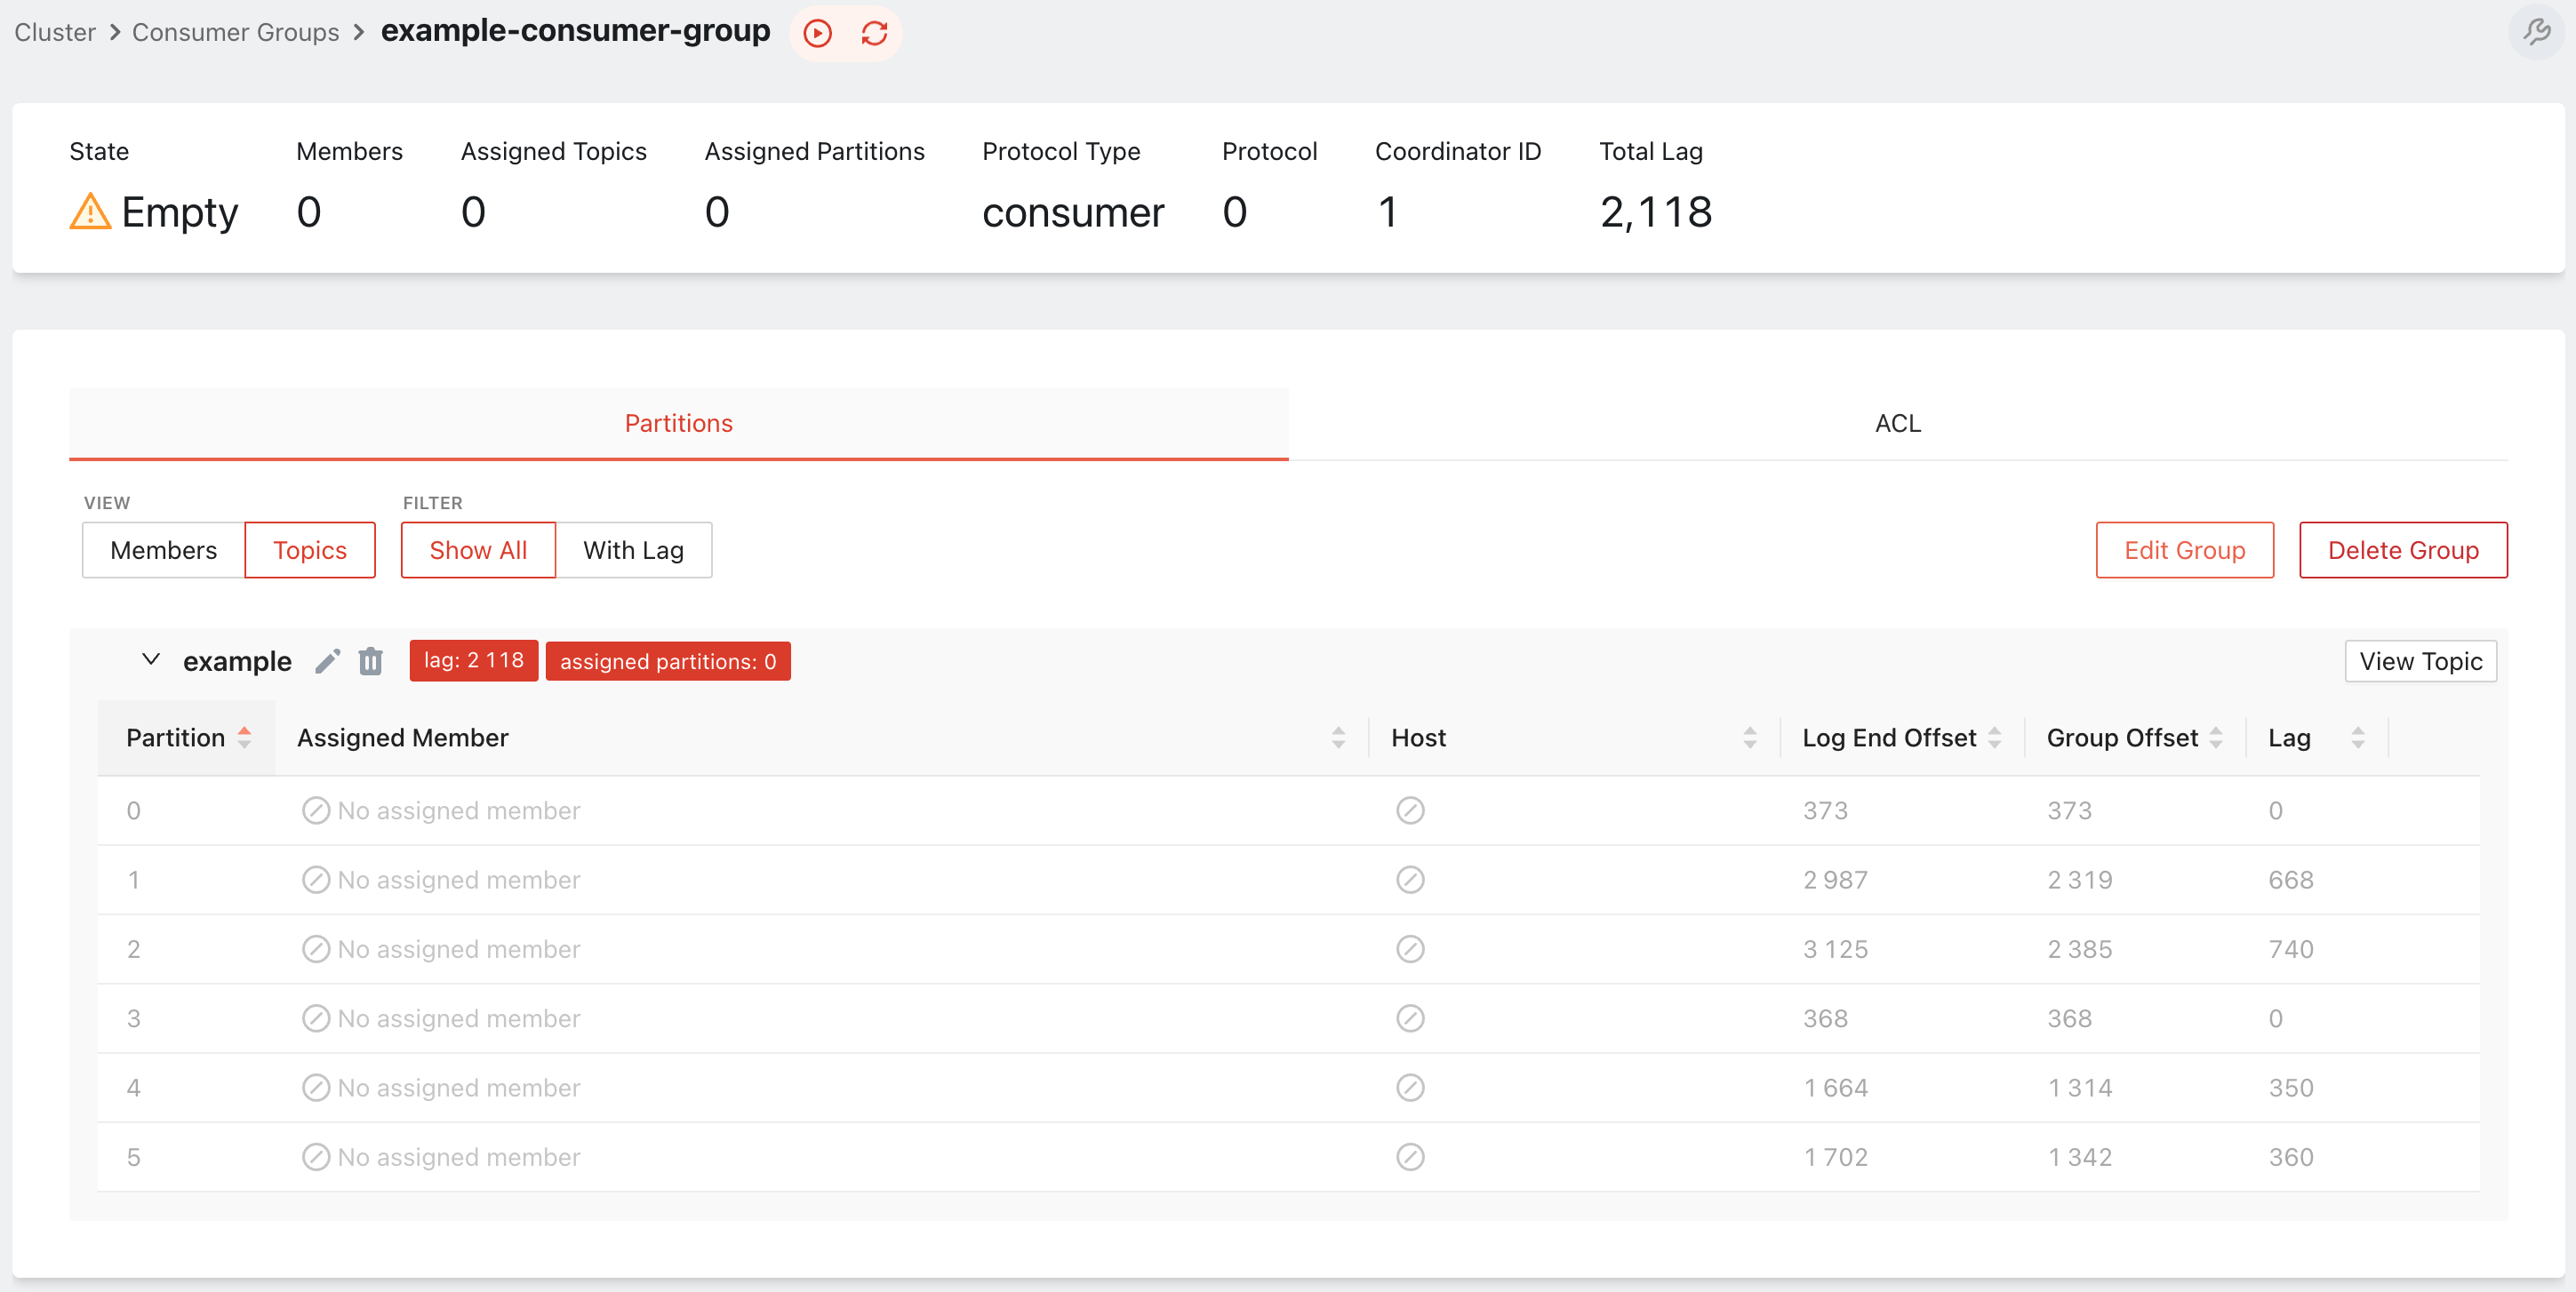 Cluster > Consumer Groups > example-consumer-group
State Members Assigned Topics Assigned Partitions Protocol Type Protocol Coordinator ID Total Lag
Empty 0 0 0 consumer 0 1 2,118
Partitions ACL
VIEW FILTER
Members Topics Show All With Lag Edit Group Delete Group
example lag: 2 118 assigned partitions: 0 View Topic
Partition Assigned Member Host Log End Offset Group Offset Lag
0 No assigned member 373 373 0
1 No assigned member 2 987 2 319 668
2 No assigned member 3 125 2 385 740
3 No assigned member 368 368 0
4 No assigned member 1 664 1 314 350
5 No assigned member 1 702 1 342 360